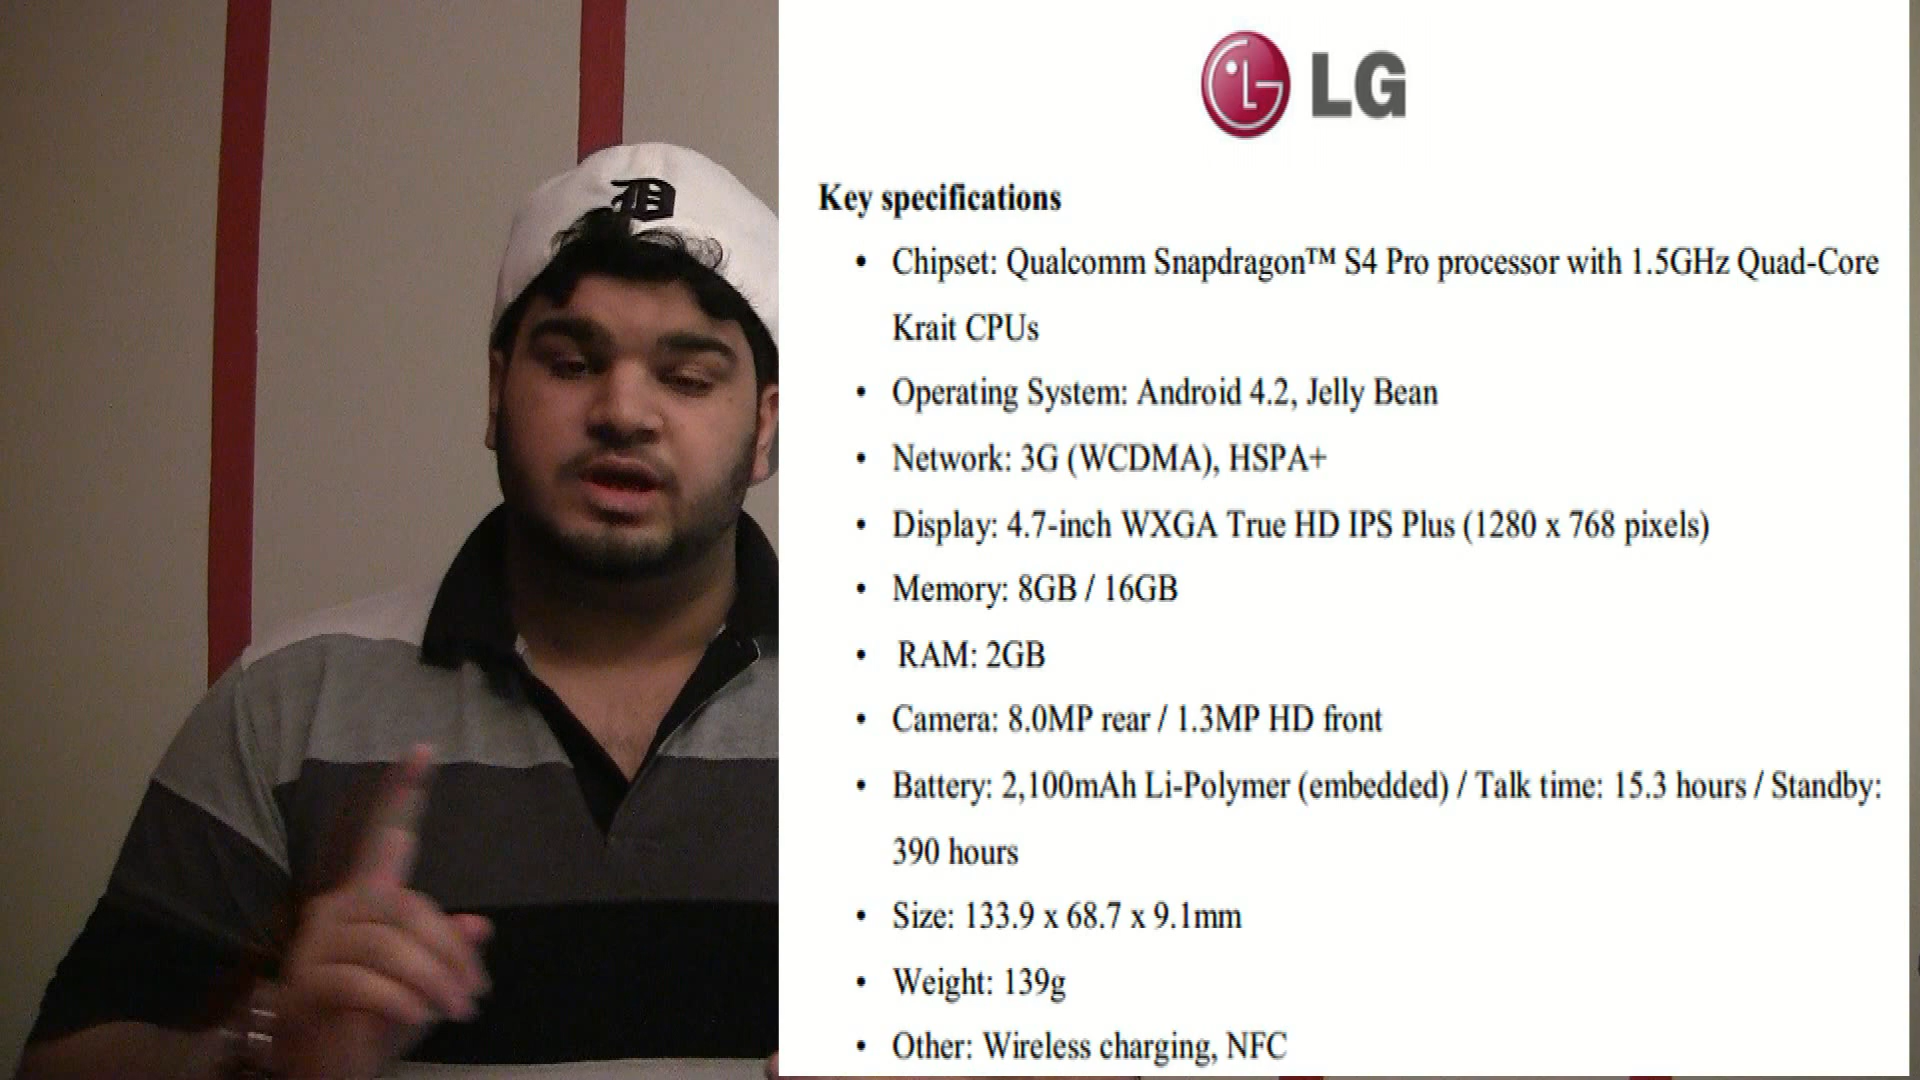 LG
Key specifications
• Chipset: Qualcomm Snapdragon™ S4 Pro processor with 1.5GHz Quad-Core
Krait CPUs
• Operating System: Android 4.2, Jelly Bean
• Network: 3G (WCDMA), HSPA+
• Display: 4.7-inch WXGA True HD IPS Plus (1280 x 768 pixels)
• Memory: 8GB / 16GB
• RAM: 2GB
• Camera: 8.0MP rear / 1.3MP HD front
• Battery: 2,100mAh Li-Polymer (embedded) / Talk time: 15.3 hours / Standby:
390 hours
• Size: 133.9 x 68.7 x 9.1mm
• Weight: 139g
• Other: Wireless charging, NFC
D